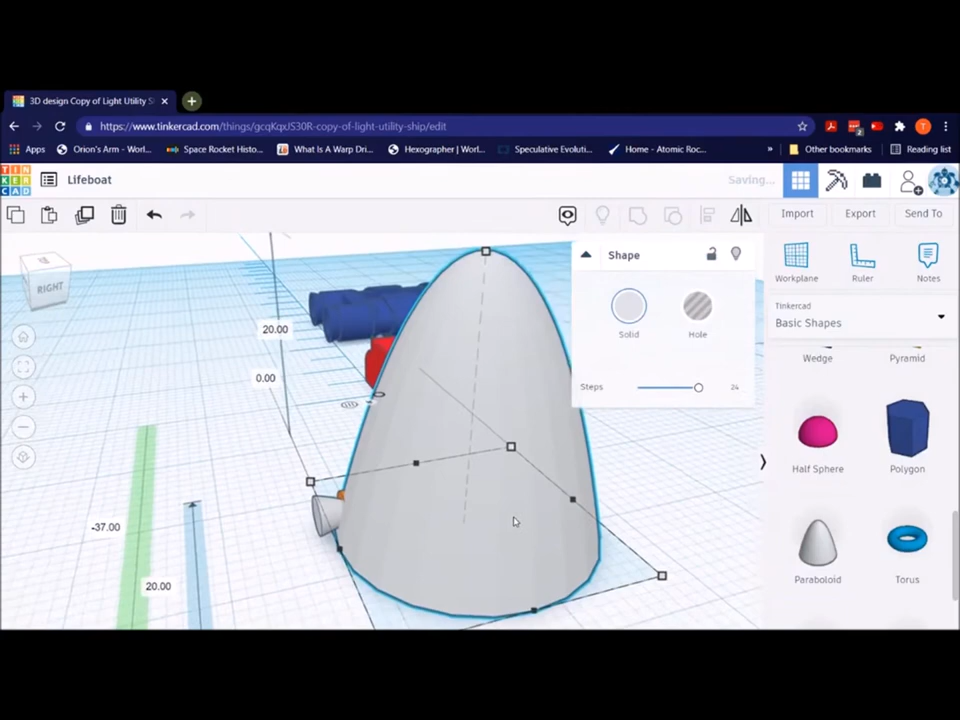 3D design Copy of Light Utility S
https://www.tinkercad.com/things/gcqKqpUS30R-copy-of-light-utility-ship/edit
Apps Orion's Arm - Worl... Space Rocket Histo... What Is A Warp Dri... Hexographer | Worl... Speculative Evoluti... Home - Atomic Roc... » Other bookmarks Reading list
TIN
KER
CAD
Lifeboat
Saving...
Import Export Send To
RIGHT
Shape
Solid Hole
Steps 24
Workplane Ruler Notes
Tinkercad
Basic Shapes
Wedge Pyramid
Half Sphere Polygon
Paraboloid Torus
20.00
0.00
-37.00
20.00